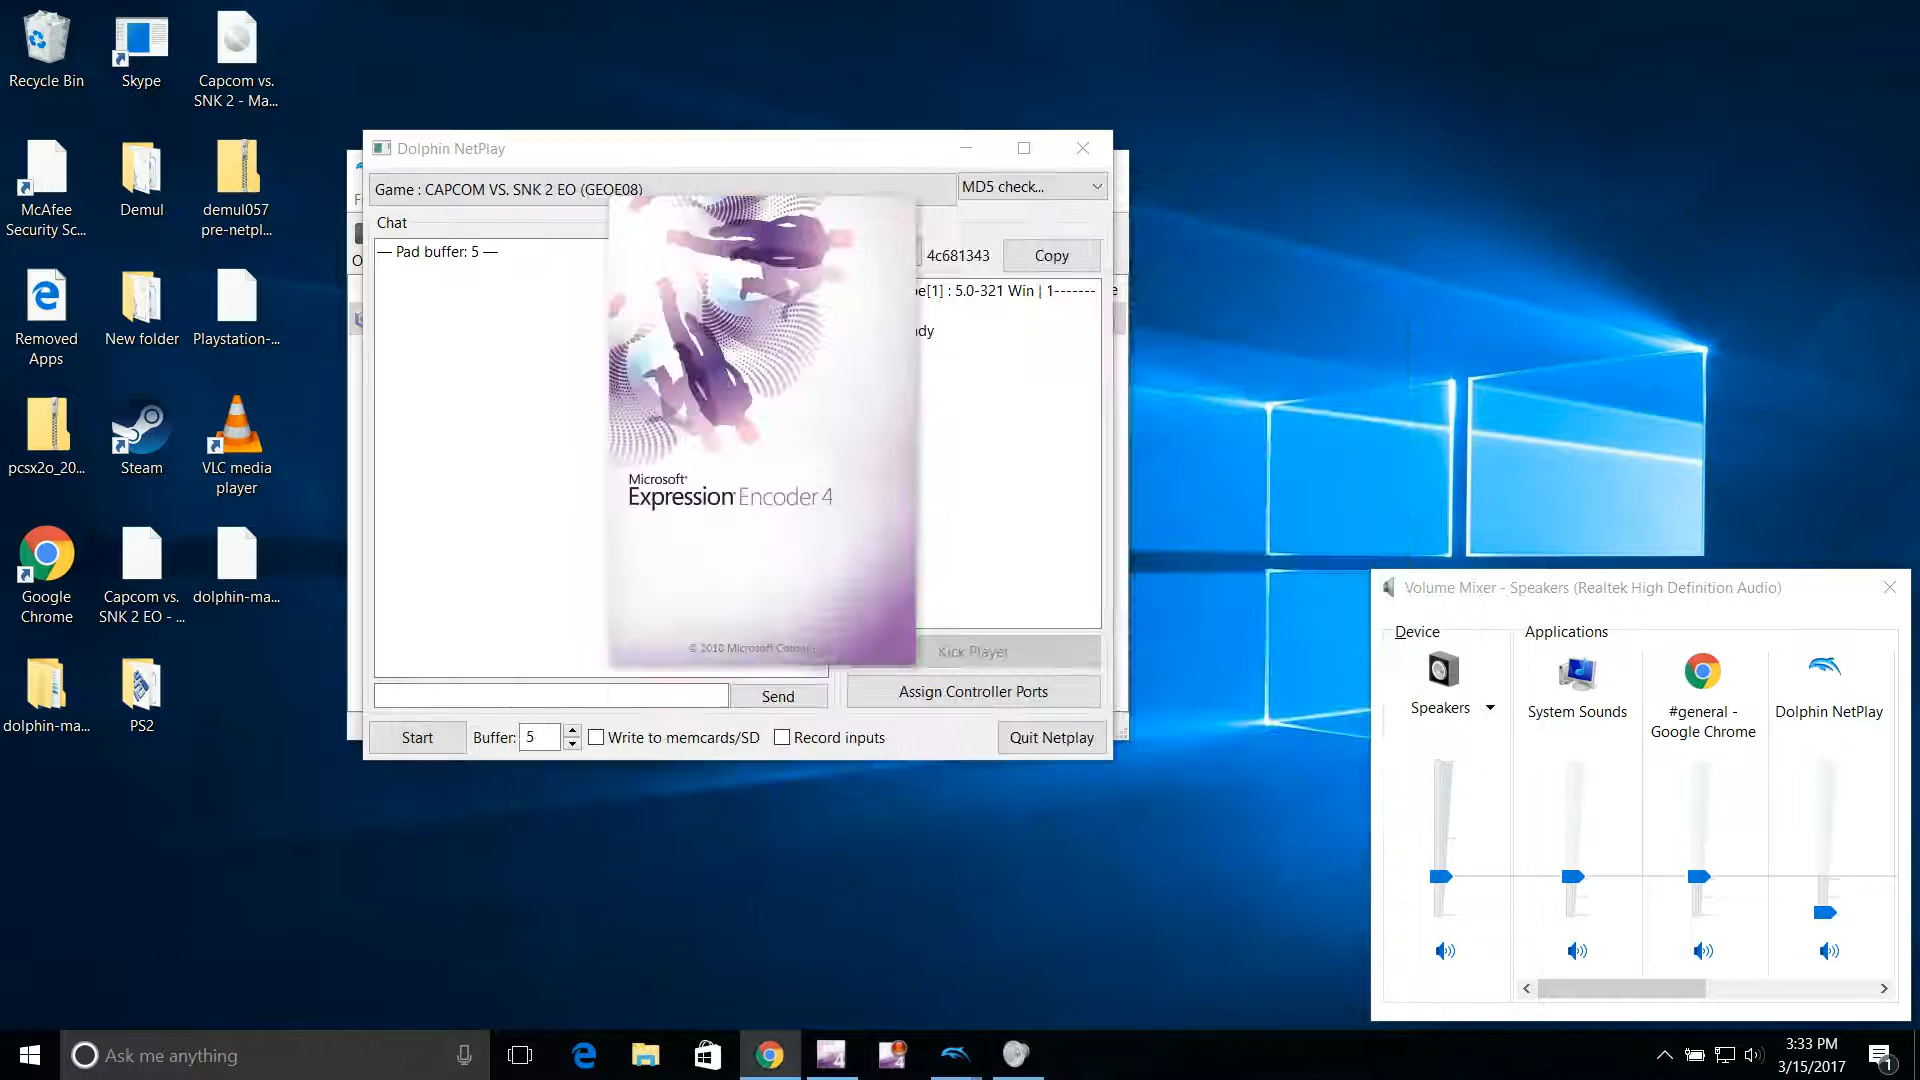 Recycle Bin
Skype
Capcom vs.
SNK 2 - Ma...
McAfee
Security Sc...
Demul
demul057
pre-netpl...
Removed
Apps
New folder
Playstation-...
pcsx2o_20...
Steam
VLC media
player
Google
Chrome
Capcom vs.
SNK 2 EO - ...
dolphin-ma...
dolphin-ma...
PS2
Dolphin NetPlay
Game : CAPCOM VS. SNK 2 EO (GEOE08)
MD5 check...
Chat
— Pad buffer: 5 —
4c681343
Copy
e[1] : 5.0-321 Win | 1-------
dy
Microsoft®
Expression Encoder 4
© 2010 Microsoft
Kick Player
Send
Assign Controller Ports
Start
Buffer:
5
Write to memcards/SD
Record inputs
Quit Netplay
Volume Mixer - Speakers (Realtek High Definition Audio)
Device
Applications
Speakers
System Sounds
#general -
Google Chrome
Dolphin NetPlay
Ask me anything
3:33 PM
3/15/2017
1